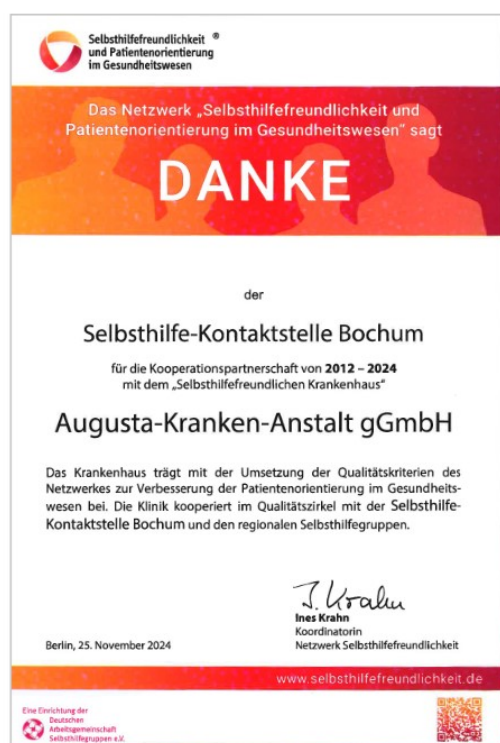 Selbsthilfefreundlichkeit ®
und Patientenorientierung
im Gesundheitswesen
Das Netzwerk „Selbsthilfefreundlichkeit und
Patientenorientierung im Gesundheitswesen“ sagt
DANKE
der
Selbsthilfe-Kontaktstelle Bochum
für die Kooperationspartnerschaft von 2012 – 2024
mit dem „Selbsthilfefreundlichen Krankenhaus“
Augusta-Kranken-Anstalt gGmbH
Das Krankenhaus trägt mit der Umsetzung der Qualitätskriterien des
Netzwerkes zur Verbesserung der Patientenorientierung im Gesundheits-
wesen bei. Die Klinik kooperiert im Qualitätszirkel mit der Selbsthilfe-
Kontaktstelle Bochum und den regionalen Selbsthilfegruppen.
I. Krahn
Ines Krahn
Koordinatorin
Berlin, 25. November 2024 Netzwerk Selbsthilfefreundlichkeit
www.selbsthilfefreundlichkeit.de
Eine Einrichtung der
Deutschen
Arbeitsgemeinschaft
Selbsthilfegruppen e.V.